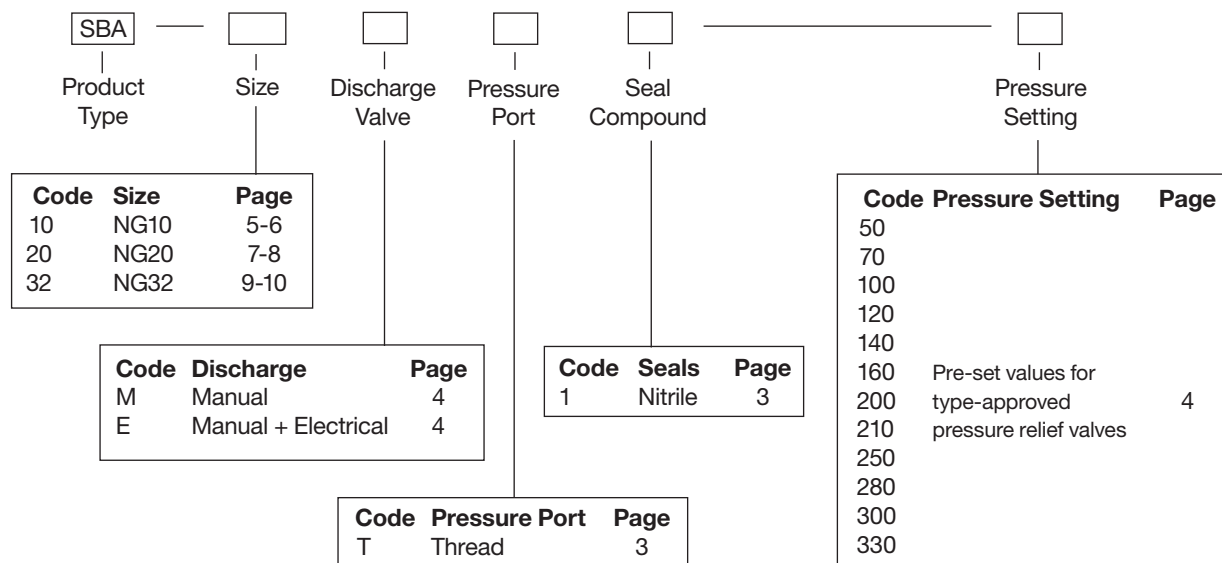 SBA
Product Type
Size
Discharge Valve
Pressure Port
Seal Compound
Pressure Setting
Code Size Page
10 NG10 5-6
20 NG20 7-8
32 NG32 9-10
Code Discharge Page
M Manual 4
E Manual + Electrical 4
Code Pressure Port Page
T Thread 3
Code Seals Page
1 Nitrile 3
Code Pressure Setting Page
50
70
100
120
140
160 Pre-set values for
200 type-approved 4
210 pressure relief valves
250
280
300
330